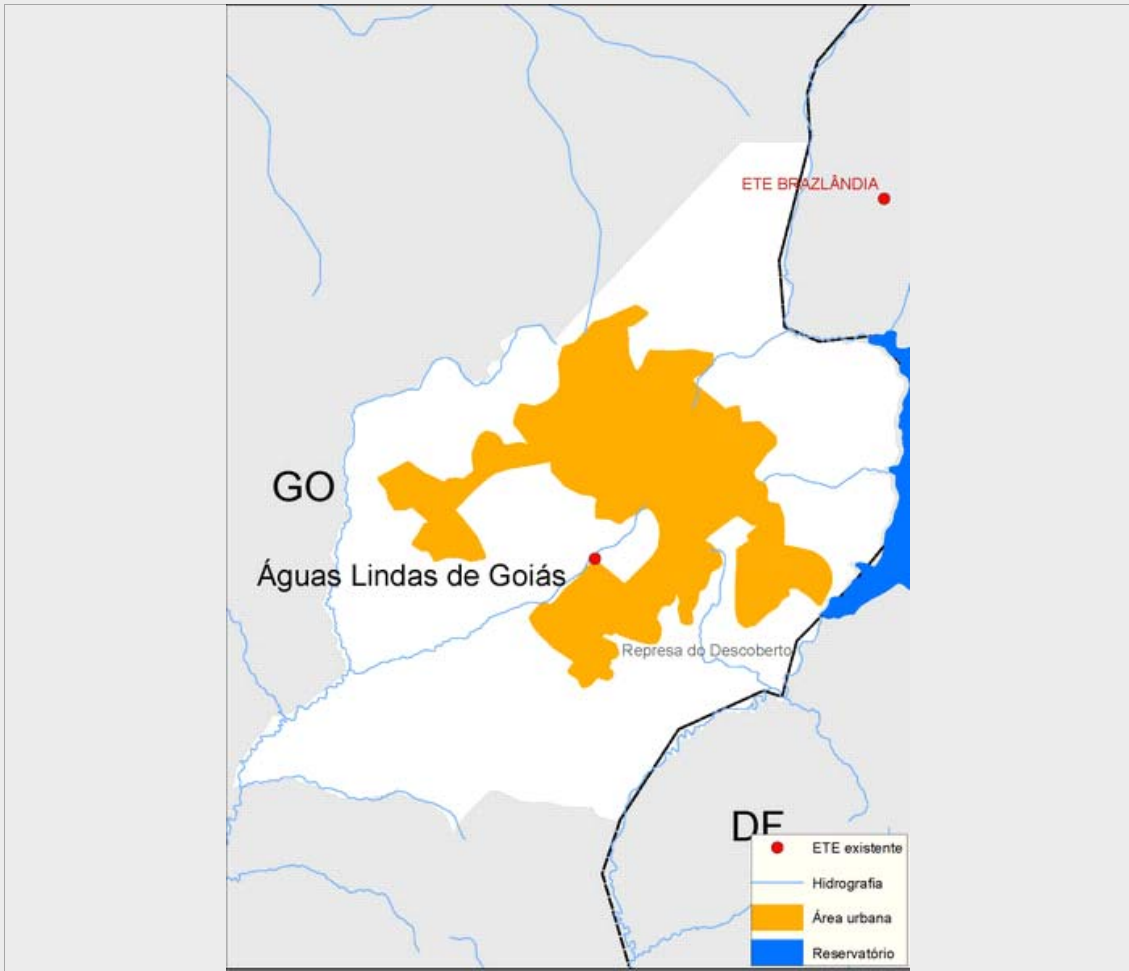 ETE BRAZLÂNDIA
GO
Águas Lindas de Goiás
Represa do Descoberto
DF
ETE existente
Hidrografia
Área urbana
Reservatório